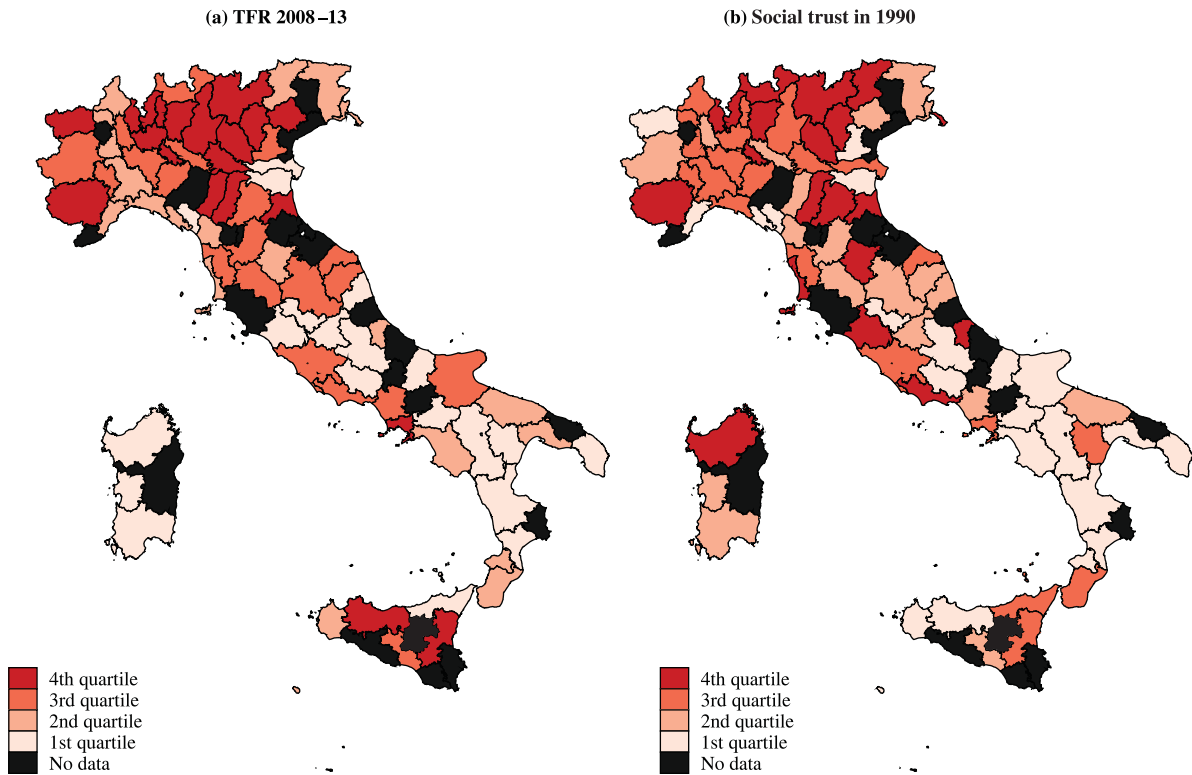 (a) TFR 2008–13
(b) Social trust in 1990
4th quartile
3rd quartile
2nd quartile
1st quartile
No data
4th quartile
3rd quartile
2nd quartile
1st quartile
No data